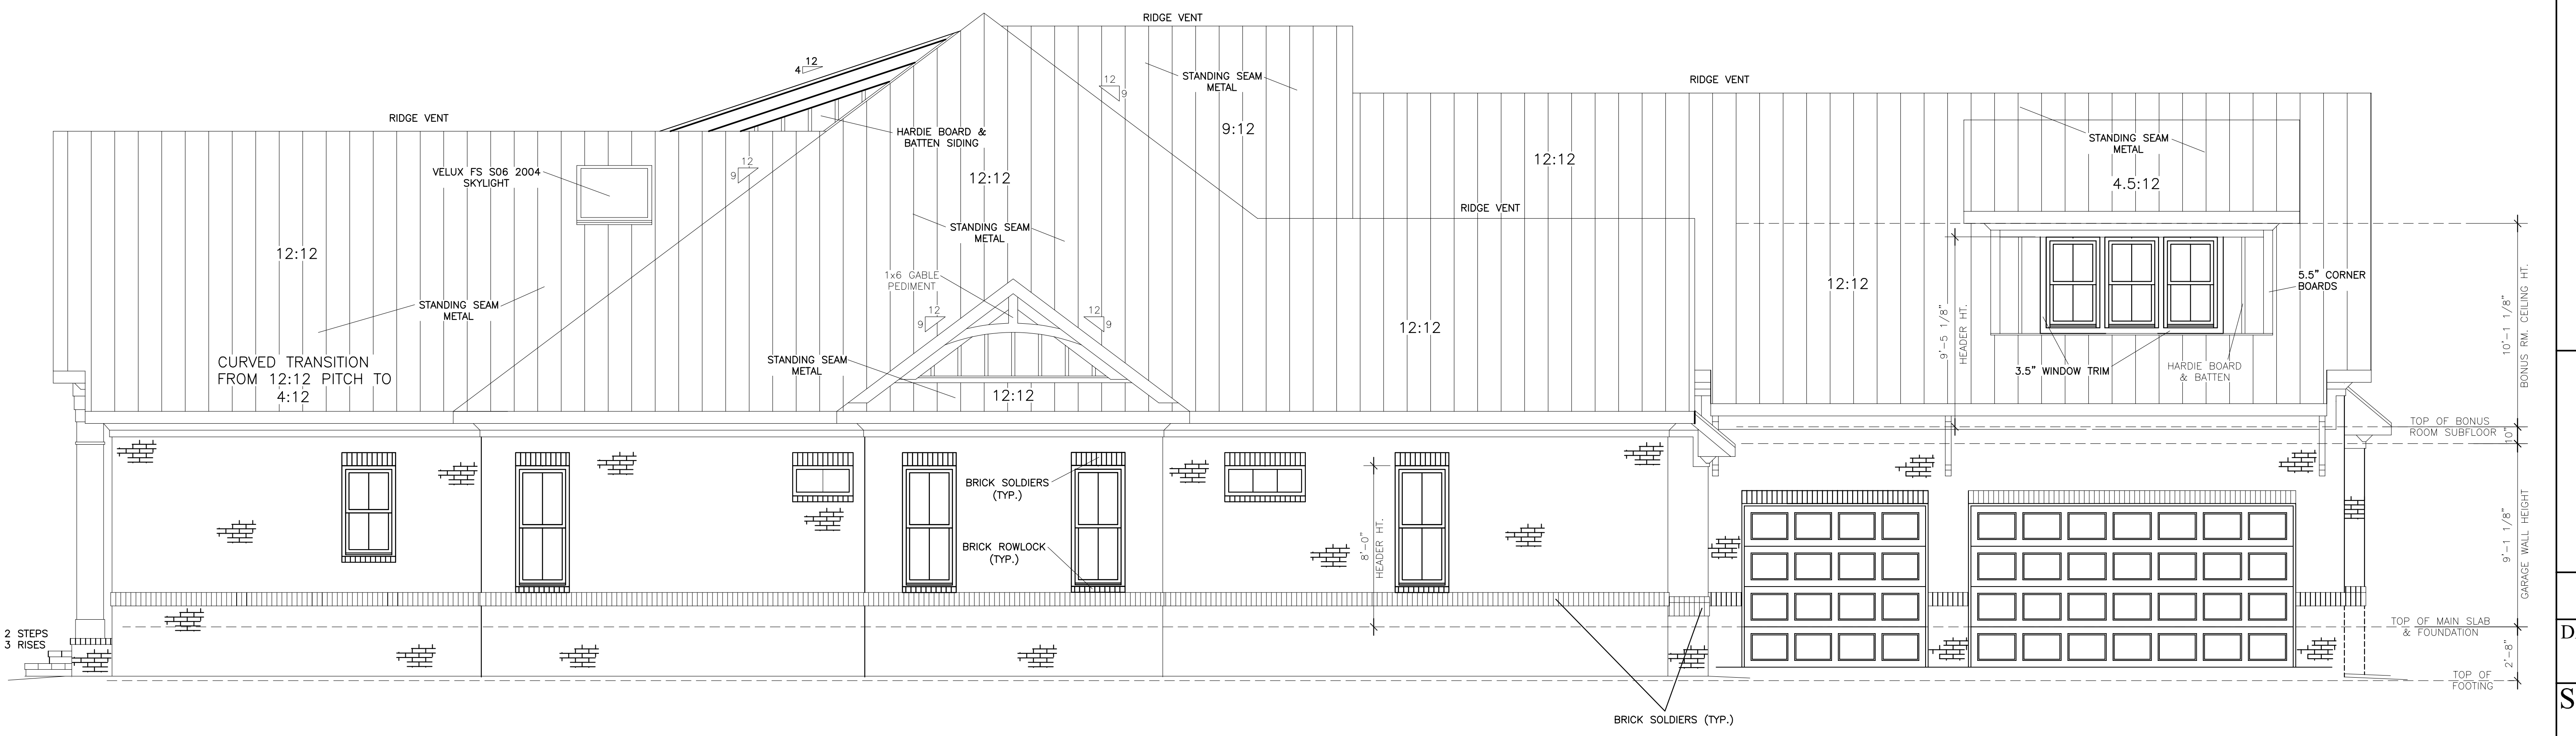 RIDGE VENT
12
4
12
9
STANDING SEAM
METAL
RIDGE VENT
RIDGE VENT
HARDIE BOARD &
BATTEN SIDING
9:12
STANDING SEAM
METAL
12:12
VELUX FS S06 2004
SKYLIGHT
12
9
12:12
4.5:12
RIDGE VENT
STANDING SEAM
METAL
12:12
1x6 GABLE
PEDIMENT
12:12
5.5" CORNER
BOARDS
STANDING SEAM
METAL
12
9
12
9
12:12
9'-5 1/8"
HEADER HT.
10'-1 1/8"
BONUS RM. CEILING HT.
CURVED TRANSITION
FROM 12:12 PITCH TO
4:12
STANDING SEAM
METAL
12:12
3.5" WINDOW TRIM
HARDIE BOARD
& BATTEN
TOP OF BONUS
ROOM SUBFLOOR
10"
BRICK SOLDIERS
(TYP.)
BRICK ROWLOCK
(TYP.)
8'-0"
HEADER HT.
9'-1 1/8"
GARAGE WALL HEIGHT
2 STEPS
3 RISES
TOP OF MAIN SLAB
& FOUNDATION
2'-8"
TOP OF
FOOTING
BRICK SOLDIERS (TYP.)
D
S